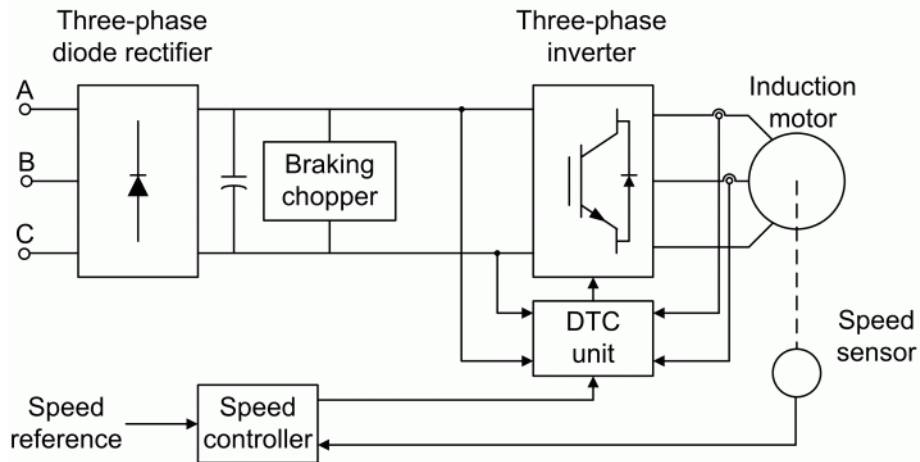 Three-phase
diode rectifier
Three-phase
inverter
Induction
motor
A
B
C
Braking
chopper
DTC
unit
Speed
sensor
Speed
reference
Speed
controller